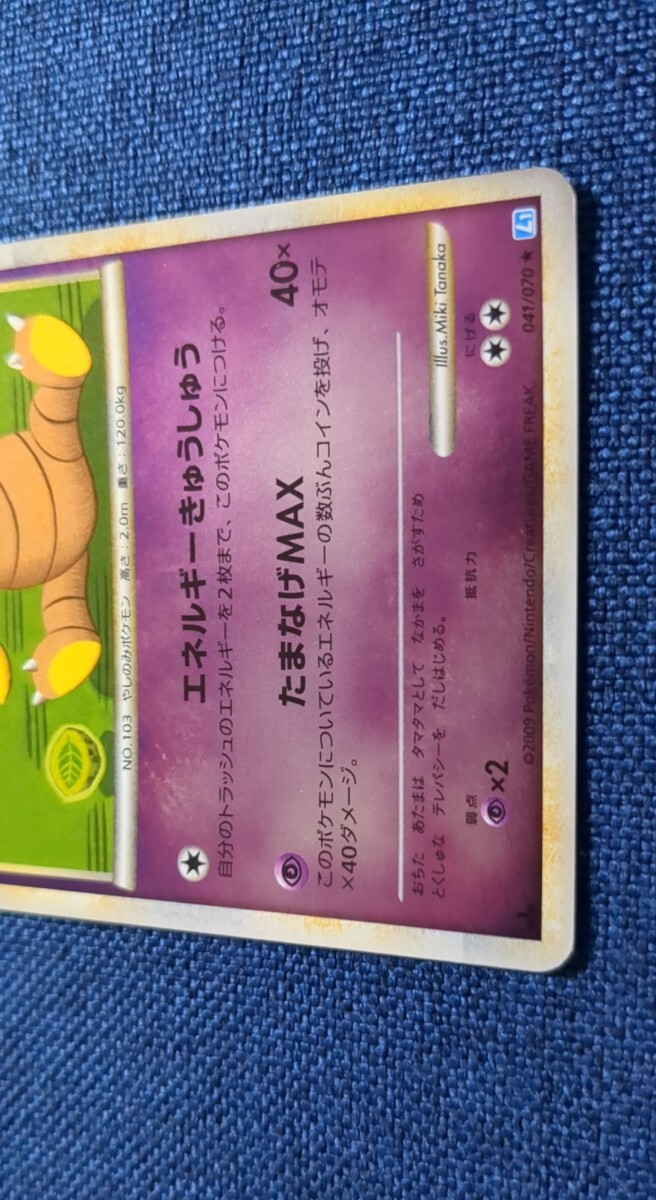 NO.103 やしのみポケモン 高さ：2.0m 重さ：120.0kg
エネルギーきゅうしゅう
自分のトラッシュのエネルギーを2枚まで、このポケモンにつける。
たまなげMAX 40×
このポケモンについているエネルギーの数ぶんコインを投げ、オモテ
×40ダメージ。
おちた あたまは タマタマとして なかまを さがすため
とくしゅな テレパシーを だしはじめる。
Illus.Miki Tanaka
弱点 抵抗力 にげる
×2
©2009 Pokémon/Nintendo/Creatures/GAME FREAK 041/070 ★ L1